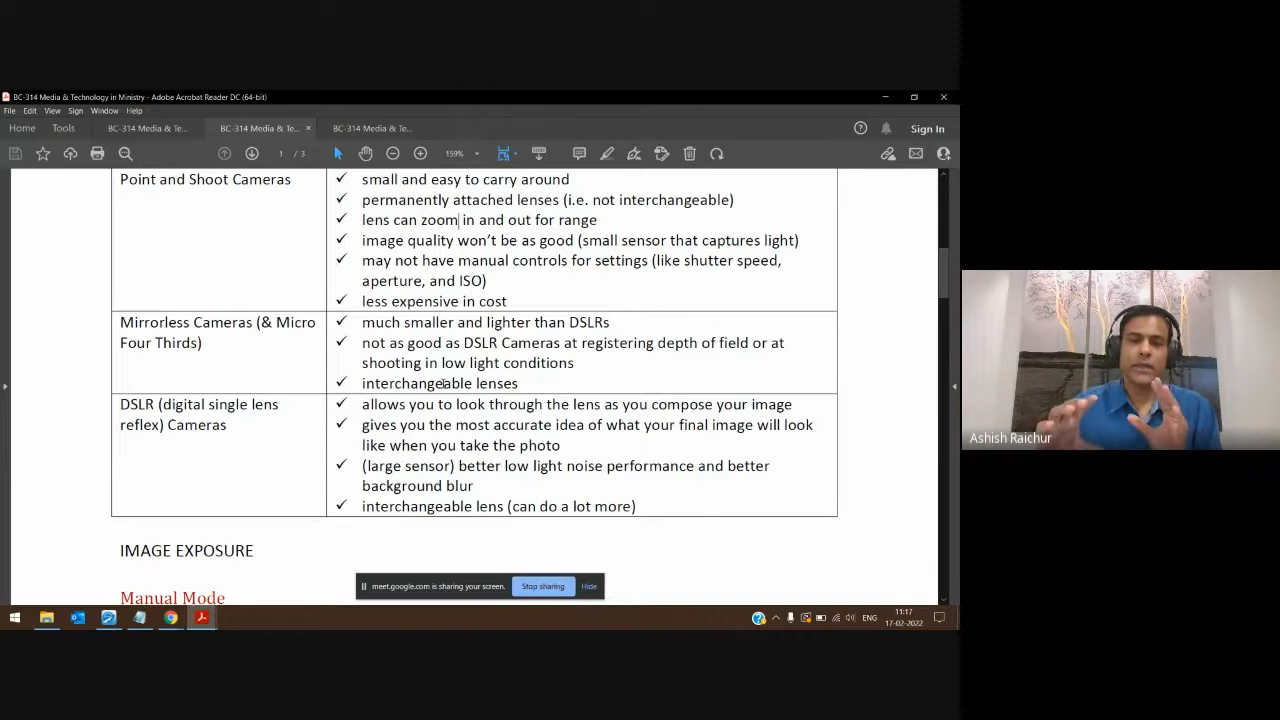 BC-314 Media & Technology in Ministry - Adobe Acrobat Reader DC (64-bit)
File Edit View Sign Window Help
Home Tools BC-314 Media & Te... BC-314 Media & Te... × BC-314 Media & Te... Sign In
1 / 3 159%
Point and Shoot Cameras
✓ small and easy to carry around
✓ permanently attached lenses (i.e. not interchangeable)
✓ lens can zoom in and out for range
✓ image quality won’t be as good (small sensor that captures light)
✓ may not have manual controls for settings (like shutter speed,
aperture, and ISO)
✓ less expensive in cost
Mirrorless Cameras (& Micro
Four Thirds)
✓ much smaller and lighter than DSLRs
✓ not as good as DSLR Cameras at registering depth of field or at
shooting in low light conditions
✓ interchangeable lenses
DSLR (digital single lens
reflex) Cameras
✓ allows you to look through the lens as you compose your image
✓ gives you the most accurate idea of what your final image will look
like when you take the photo
✓ (large sensor) better low light noise performance and better
background blur
✓ interchangeable lens (can do a lot more)
IMAGE EXPOSURE
Manual Mode
meet.google.com is sharing your screen. Stop sharing Hide
ENG
11:17
17-02-2022
Ashish Raichur